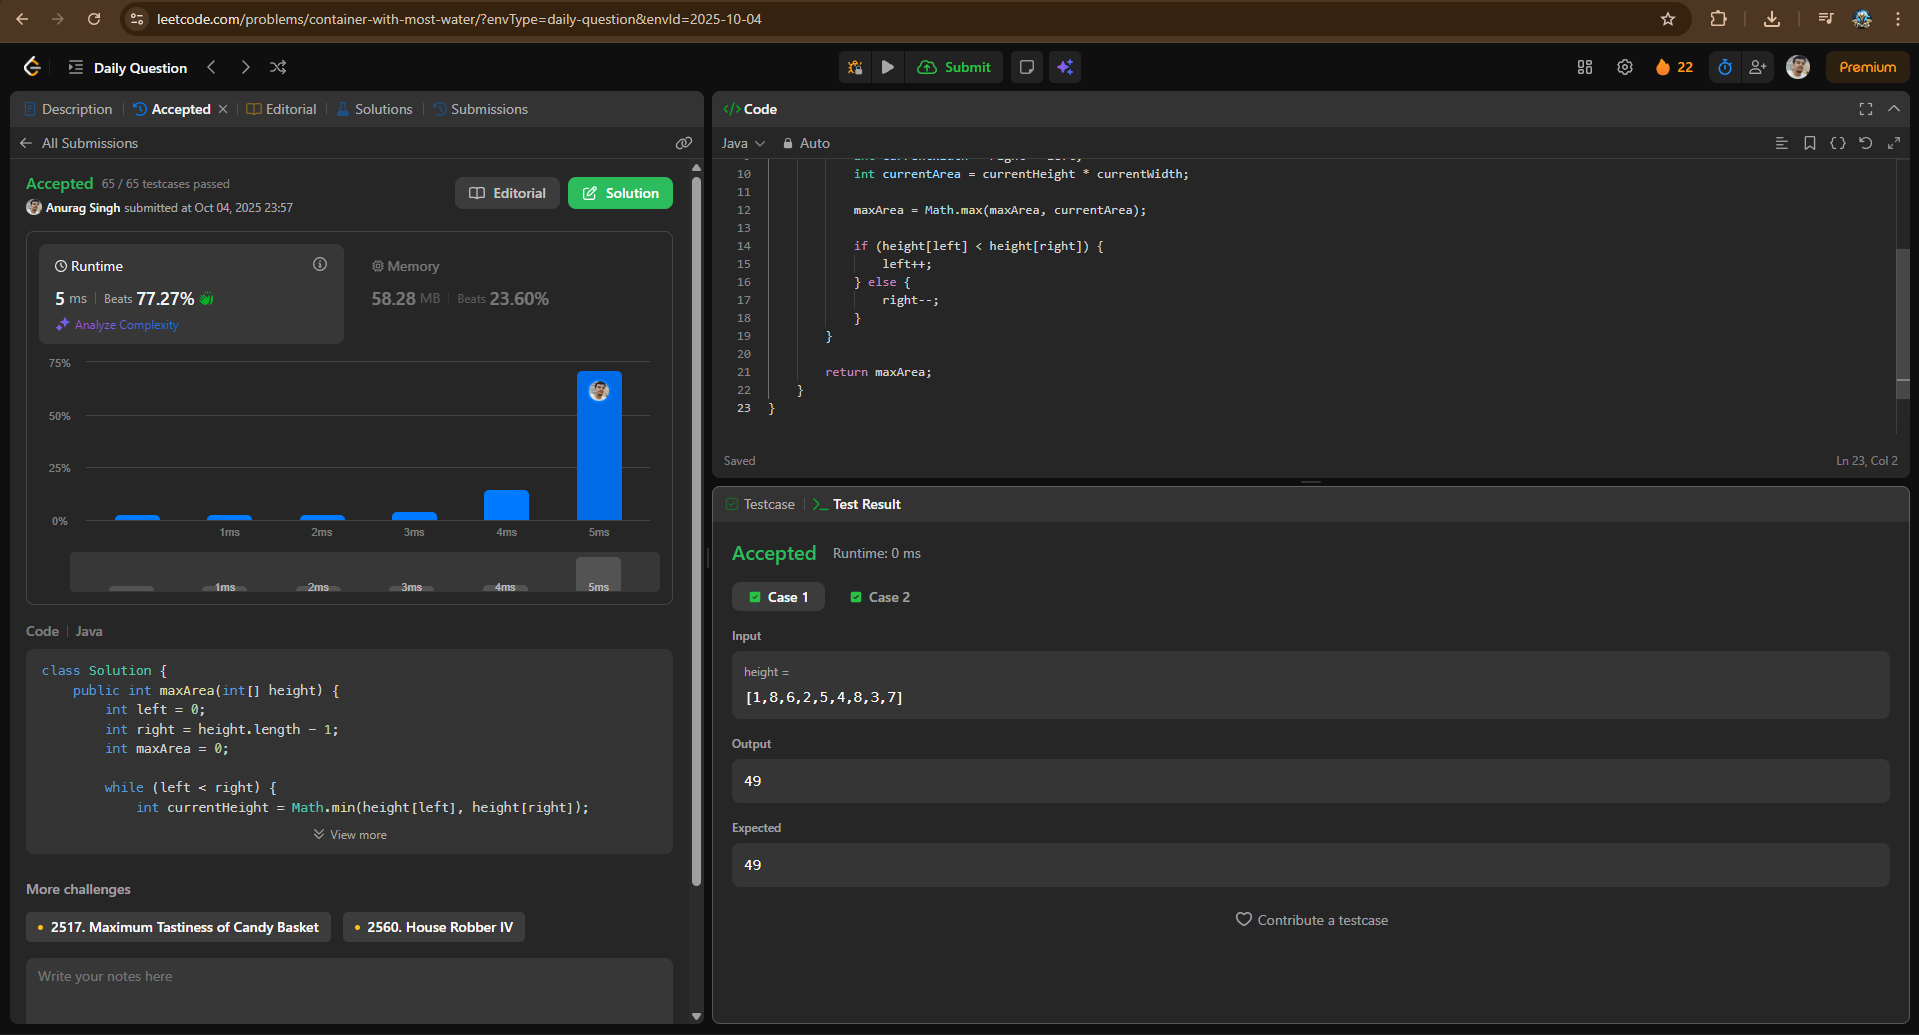 leetcode.com/problems/container-with-most-water/?envType=daily-question&envId=2025-10-04
Daily Question
Submit
22
Premium
Description
Accepted
Editorial
Solutions
Submissions
All Submissions
Accepted 65 / 65 testcases passed
Anurag Singh submitted at Oct 04, 2025 23:57
Editorial
Solution
Runtime
5 ms Beats 77.27%
Analyze Complexity
Memory
58.28 MB Beats 23.60%
75%
50%
25%
0%
1ms 2ms 3ms 4ms 5ms
1ms 2ms 3ms 4ms 5ms
Code Java
class Solution {
public int maxArea(int[] height) {
int left = 0;
int right = height.length - 1;
int maxArea = 0;
while (left < right) {
int currentHeight = Math.min(height[left], height[right]);
View more
More challenges
2517. Maximum Tastiness of Candy Basket
2560. House Robber IV
Write your notes here
</> Code
Java Auto
10 int currentArea = currentHeight * currentWidth;
11
12 maxArea = Math.max(maxArea, currentArea);
13
14 if (height[left] < height[right]) {
15 left++;
16 } else {
17 right--;
18 }
19 }
20
21 return maxArea;
22 }
23 }
Saved
Ln 23, Col 2
Testcase
Test Result
Accepted Runtime: 0 ms
Case 1
Case 2
Input
height =
[1,8,6,2,5,4,8,3,7]
Output
49
Expected
49
Contribute a testcase